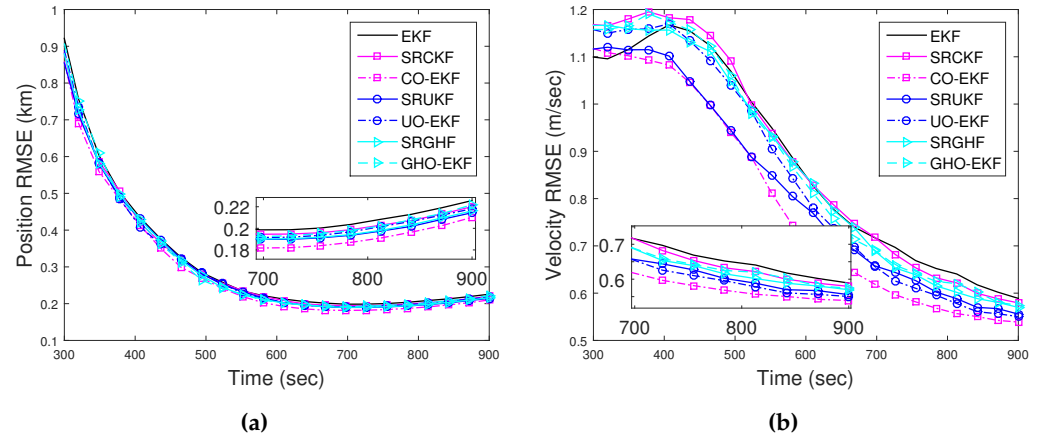 1
0.9
0.8
0.7
0.6
0.5
0.4
0.3
0.2
0.1
Position RMSE (km)
EKF
SRCKF
CO-EKF
SRUKF
UO-EKF
SRGHF
GHO-EKF
0.22
0.2
0.18
700
800
900
300
400
500
600
700
800
900
Time (sec)
(a)
1.2
1.1
1
0.9
0.8
0.7
0.6
0.5
Velocity RMSE (m/sec)
EKF
SRCKF
CO-EKF
SRUKF
UO-EKF
SRGHF
GHO-EKF
0.7
0.6
700
800
900
300
400
500
600
700
800
900
Time (sec)
(b)